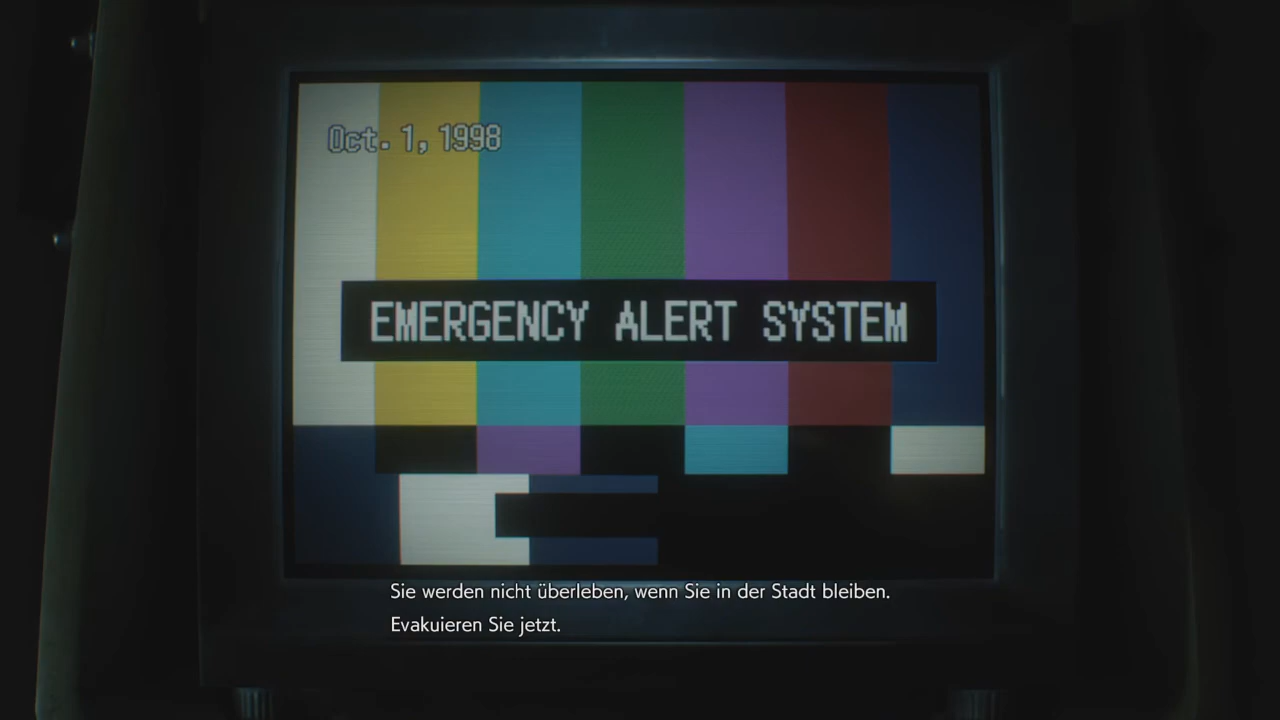 Oct. 1, 1998
EMERGENCY ALERT SYSTEM
Sie werden nicht überleben, wenn Sie in der Stadt bleiben.
Evakuieren Sie jetzt.